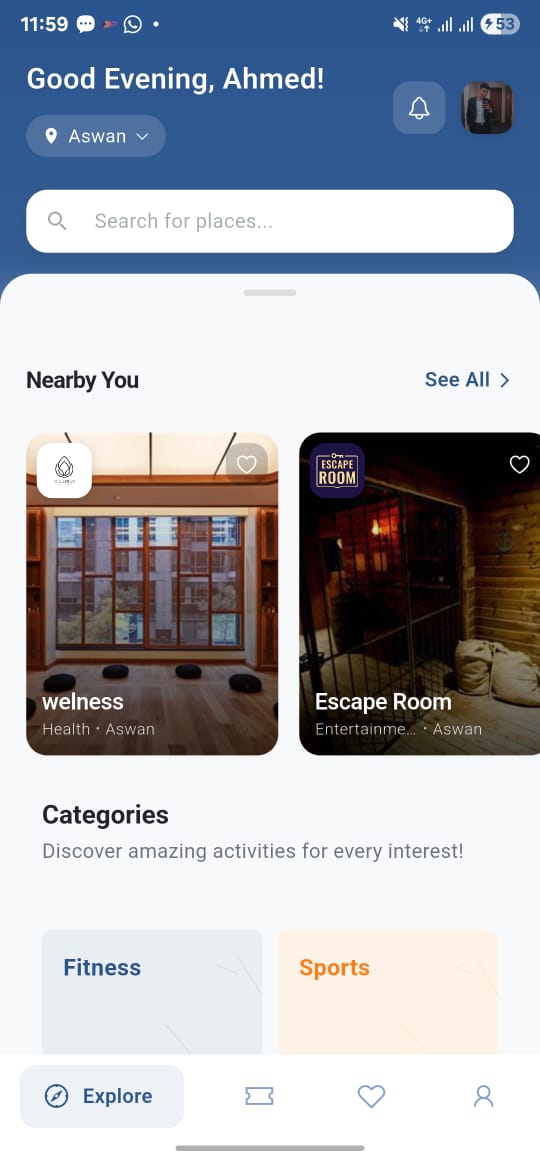 11:59
4G+
53
Good Evening, Ahmed!
Aswan
Search for places...
Nearby You
See All
ESCAPE
ROOM
welness
Health · Aswan
Escape Room
Entertainme... · Aswan
Categories
Discover amazing activities for every interest!
Fitness
Sports
Explore